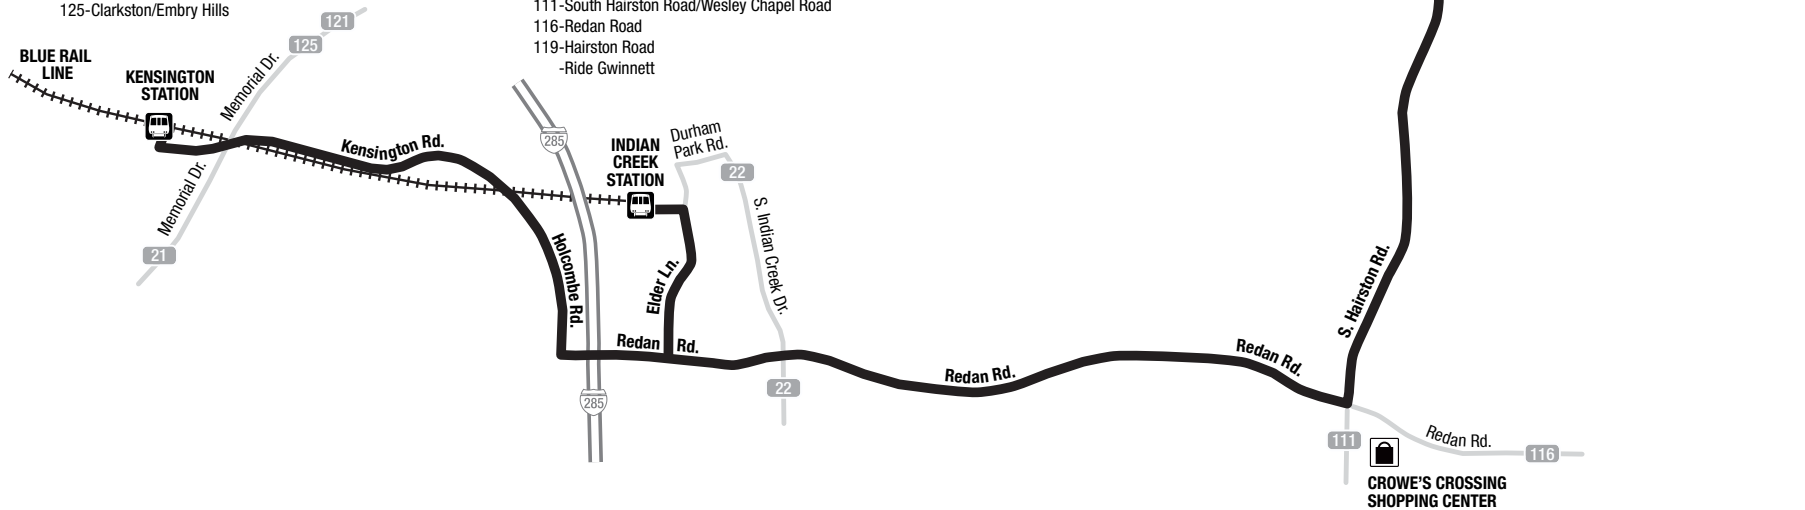 125-Clarkston/Embry Hills
111-South Hairston Road/Wesley Chapel Road
116-Redan Road
119-Hairston Road
-Ride Gwinnett
121
125
BLUE RAIL
LINE
KENSINGTON
STATION
Memorial Dr.
Kensington Rd.
285
INDIAN
CREEK
STATION
Durham
Park Rd.
22
Memorial Dr.
21
S. Indian Creek Dr.
Holcombe Rd.
Elder Ln.
S. Hairston Rd.
Redan Rd.
Redan Rd.
Redan Rd.
22
285
111
Redan Rd.
116
CROWE'S CROSSING
SHOPPING CENTER